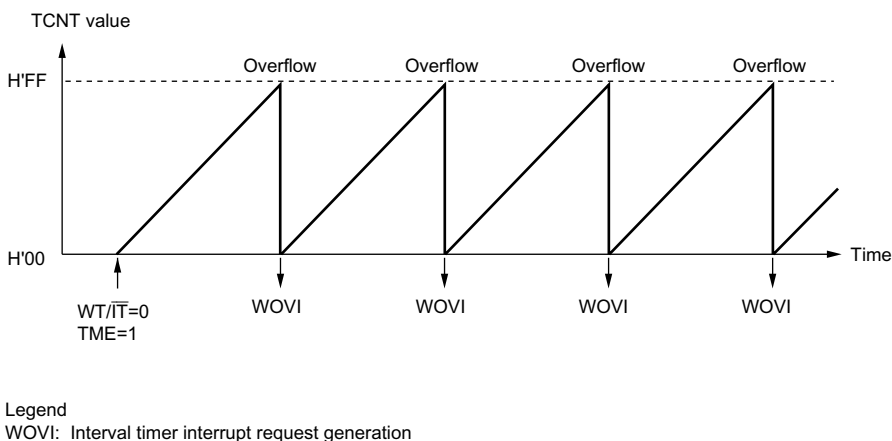 TCNT value
Overflow Overflow Overflow Overflow
H'FF
H'00
Time
WT/I̅T̅=0
TME=1
WOVI WOVI WOVI WOVI
Legend
WOVI: Interval timer interrupt request generation